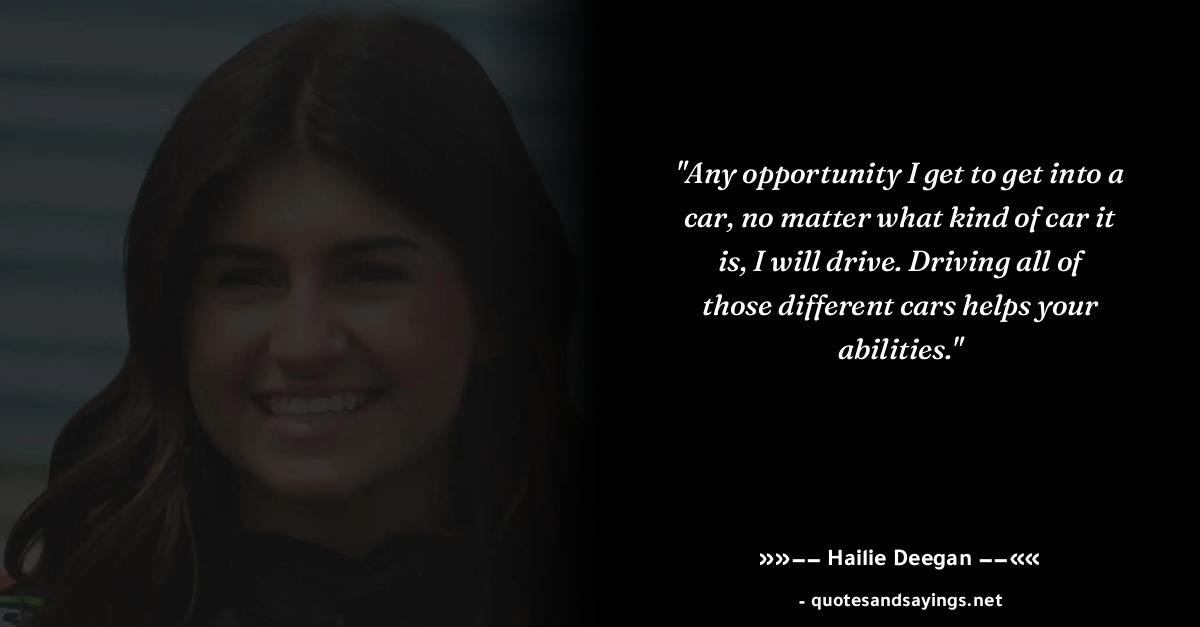 "Any opportunity I get to get into a
car, no matter what kind of car it
is, I will drive. Driving all of
those different cars helps your
abilities."
»»–– Hailie Deegan ––««
- quotesandsayings.net